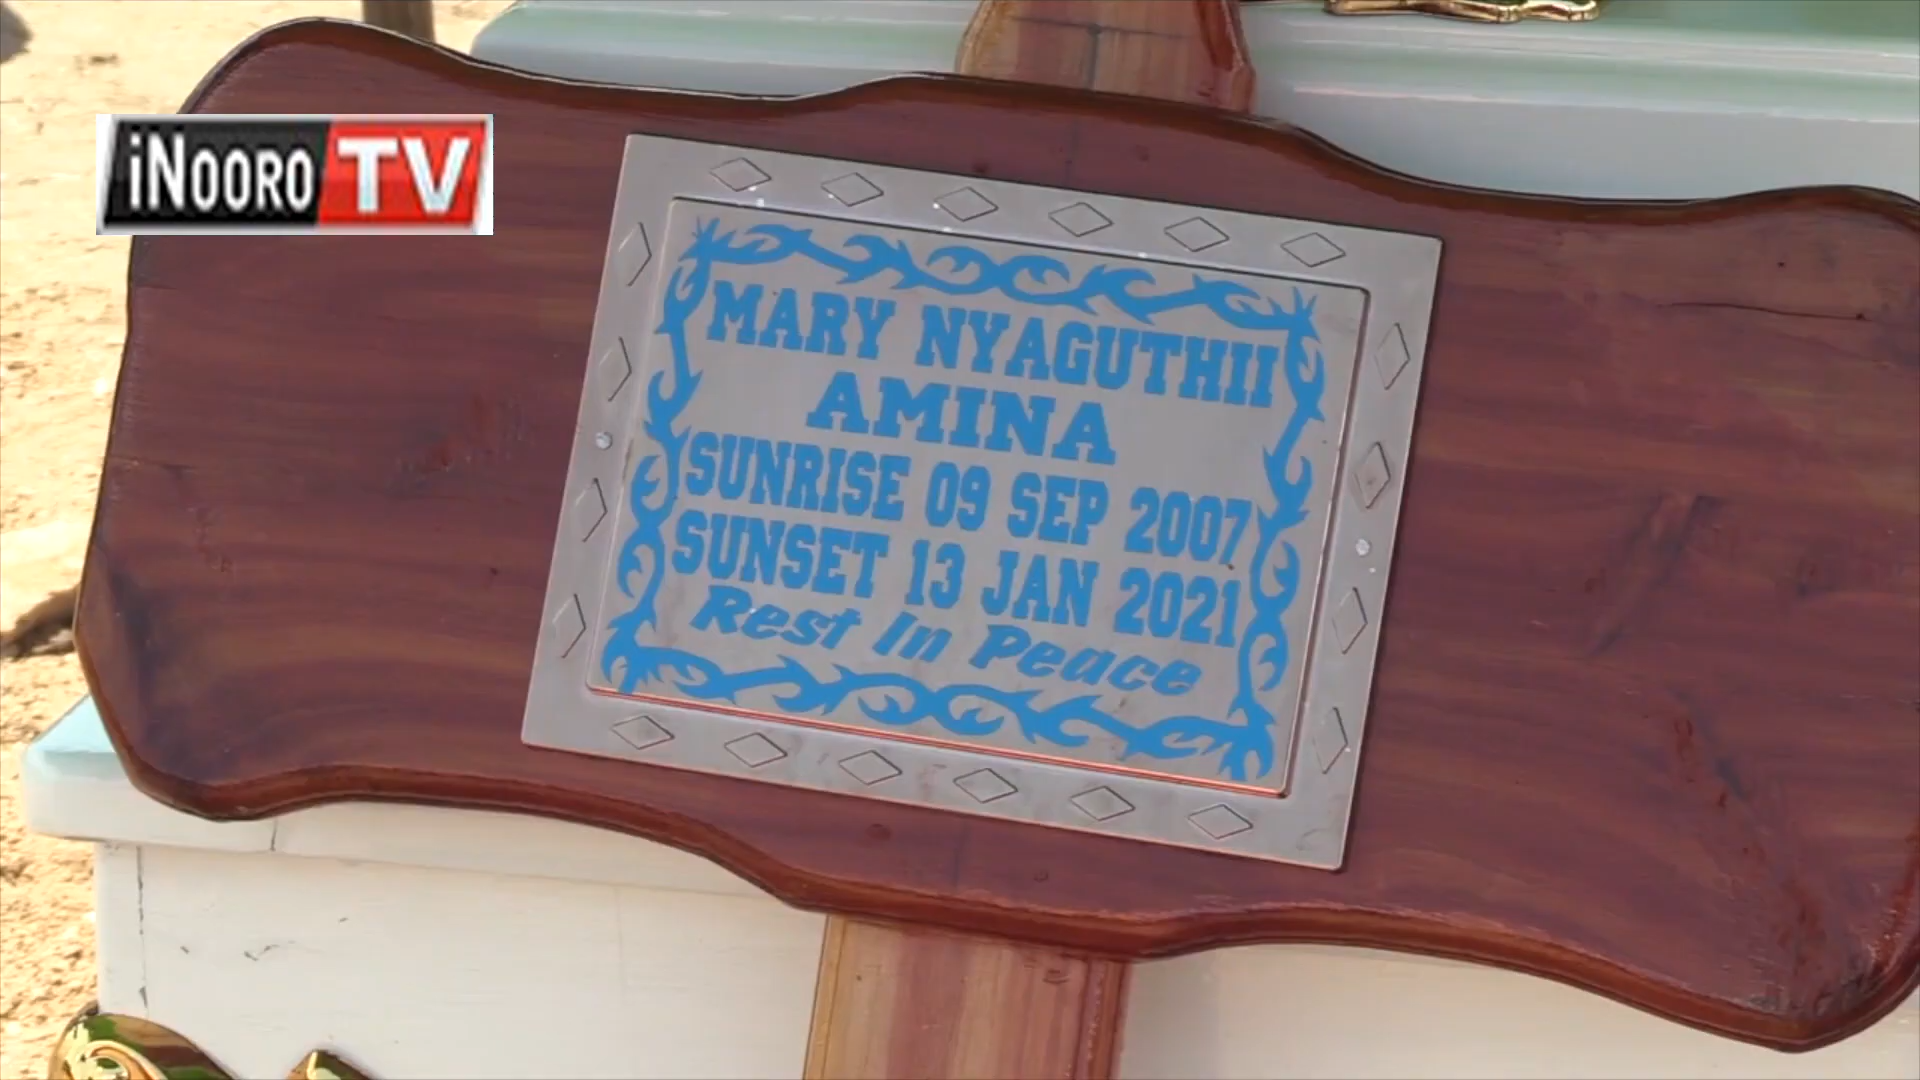 iNooro TV
MARY NYAGUTHII
AMINA
SUNRISE 09 SEP 2007
SUNSET 13 JAN 2021
Rest In Peace